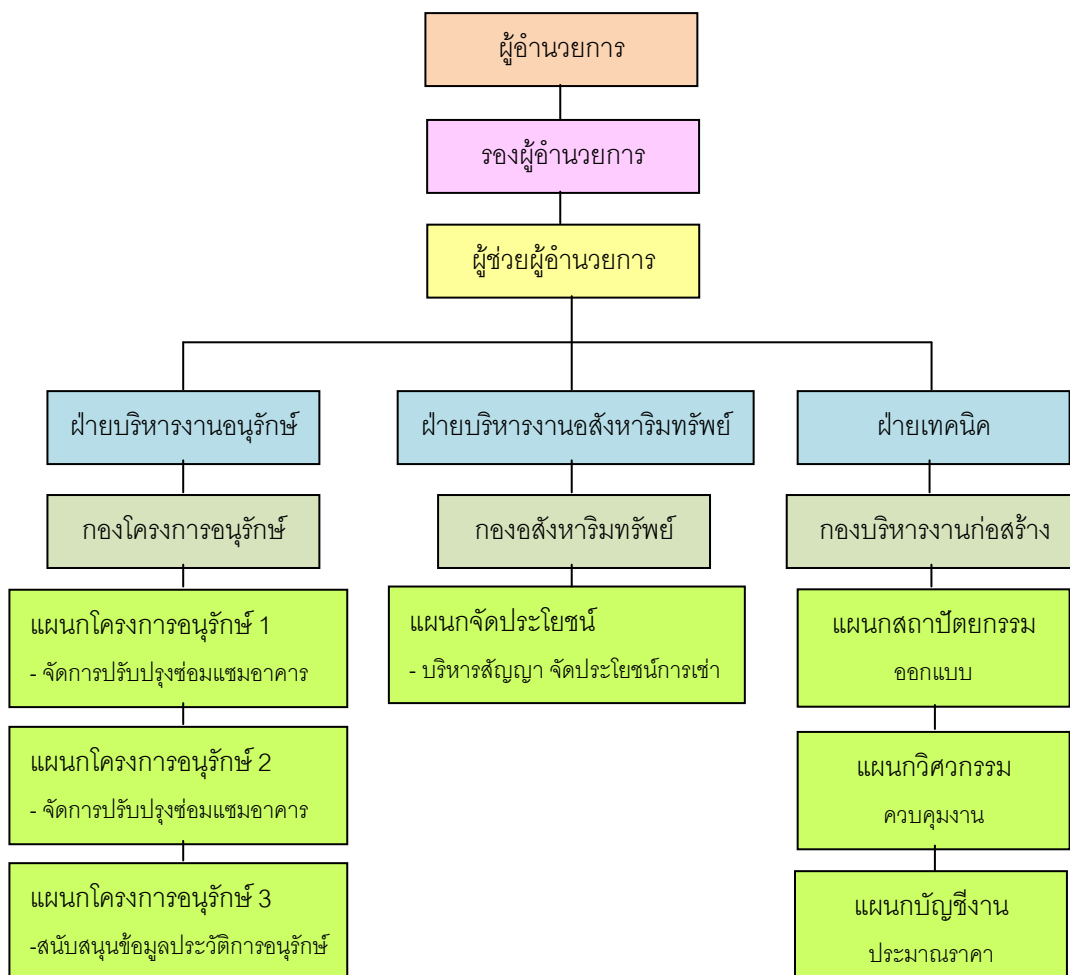 ผู้อำนวยการ
รองผู้อำนวยการ
ผู้ช่วยผู้อำนวยการ
ฝ่ายบริหารงานอนุรักษ์
ฝ่ายบริหารงานอสังหาริมทรัพย์
ฝ่ายเทคนิค
กองโครงการอนุรักษ์
กองอสังหาริมทรัพย์
กองบริหารงานก่อสร้าง
แผนกโครงการอนุรักษ์ 1
- จัดการปรับปรุงซ่อมแซมอาคาร
แผนกจัดประโยชน์
- บริหารสัญญา จัดประโยชน์การเช่า
แผนกสถาปัตยกรรม
ออกแบบ
แผนกโครงการอนุรักษ์ 2
- จัดการปรับปรุงซ่อมแซมอาคาร
แผนกวิศวกรรม
ควบคุมงาน
แผนกโครงการอนุรักษ์ 3
-สนับสนุนข้อมูลประวัติการอนุรักษ์
แผนกบัญชีงาน
ประมาณราคา